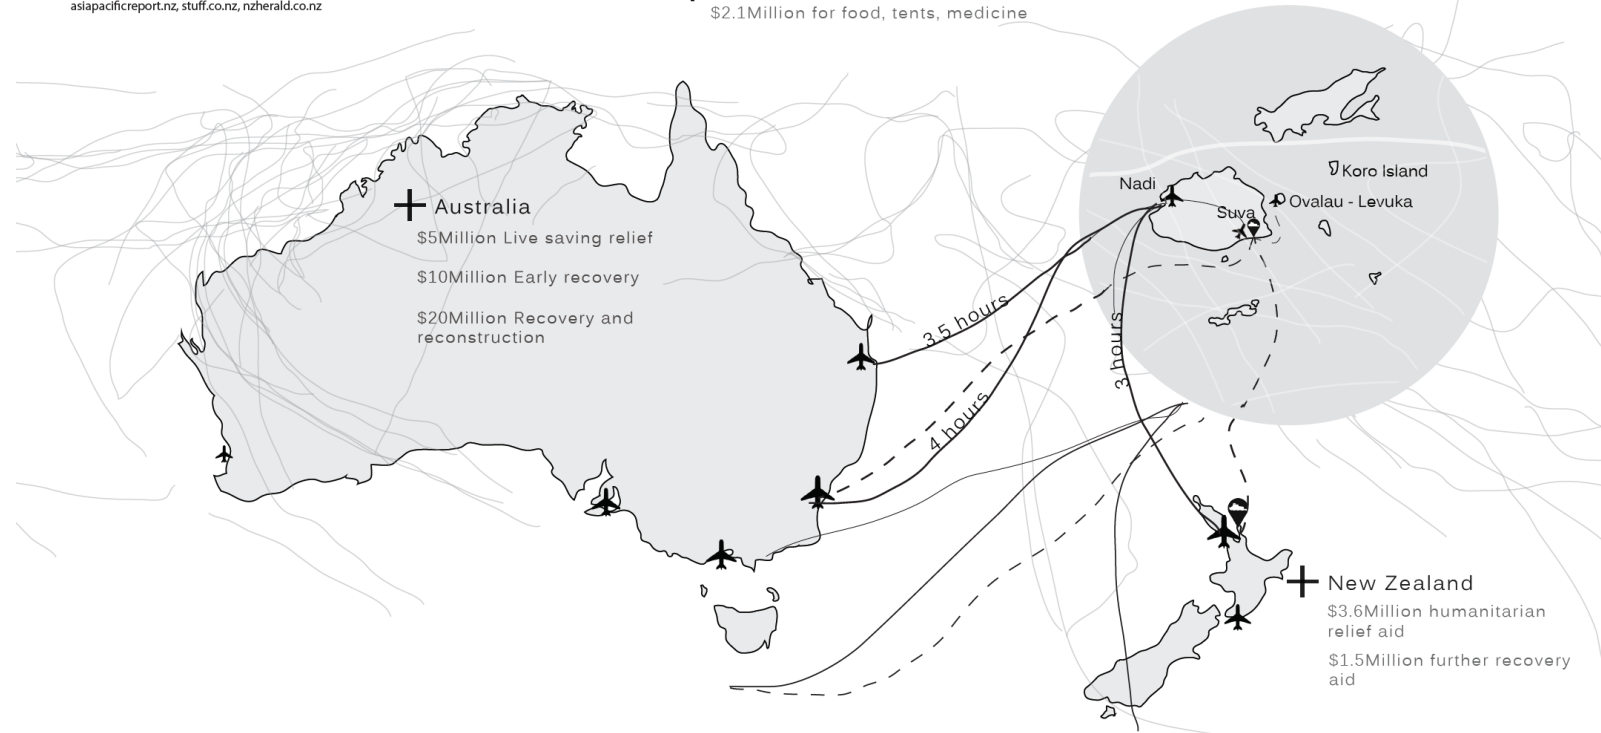 asiapacificreport.nz, stuff.co.nz, nzherald.co.nz
$2.1Million for food, tents, medicine
Australia
$5Million Live saving relief
$10Million Early recovery
$20Million Recovery and
reconstruction
Nadi
Suva
Koro Island
Ovalau - Levuka
3.5 hours
4 hours
3 hours
New Zealand
$3.6Million humanitarian
relief aid
$1.5Million further recovery
aid